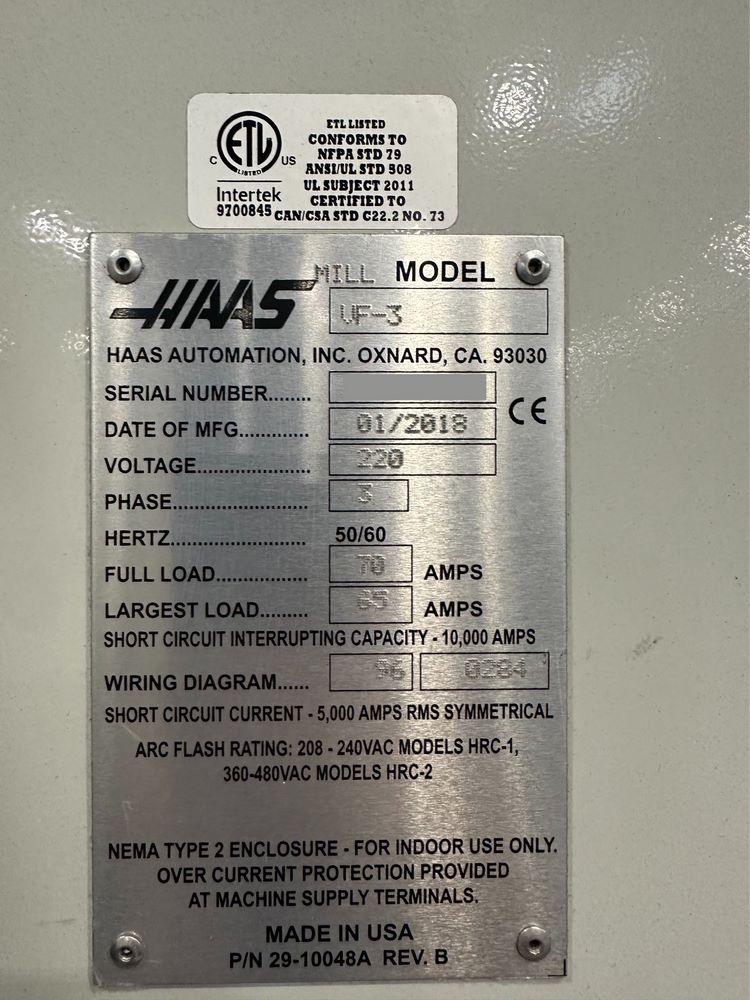 ETL LISTED
CONFORMS TO
NFPA STD 79
ANSI/UL STD 508
UL SUBJECT 2011
CERTIFIED TO
CAN/CSA STD C22.2 NO. 73
C ETL US
LISTED
Intertek
9700845
HAAS MILL MODEL
VF-3
HAAS AUTOMATION, INC. OXNARD, CA. 93030
SERIAL NUMBER........
DATE OF MFG............. 01/2018
CE
VOLTAGE..................... 220
PHASE......................... 3
HERTZ......................... 50/60
FULL LOAD................. 70 AMPS
LARGEST LOAD......... 65 AMPS
SHORT CIRCUIT INTERRUPTING CAPACITY - 10,000 AMPS
WIRING DIAGRAM...... 96 0284
SHORT CIRCUIT CURRENT - 5,000 AMPS RMS SYMMETRICAL
ARC FLASH RATING: 208 - 240VAC MODELS HRC-1,
360-480VAC MODELS HRC-2
NEMA TYPE 2 ENCLOSURE - FOR INDOOR USE ONLY.
OVER CURRENT PROTECTION PROVIDED
AT MACHINE SUPPLY TERMINALS.
MADE IN USA
P/N 29-10048A REV. B